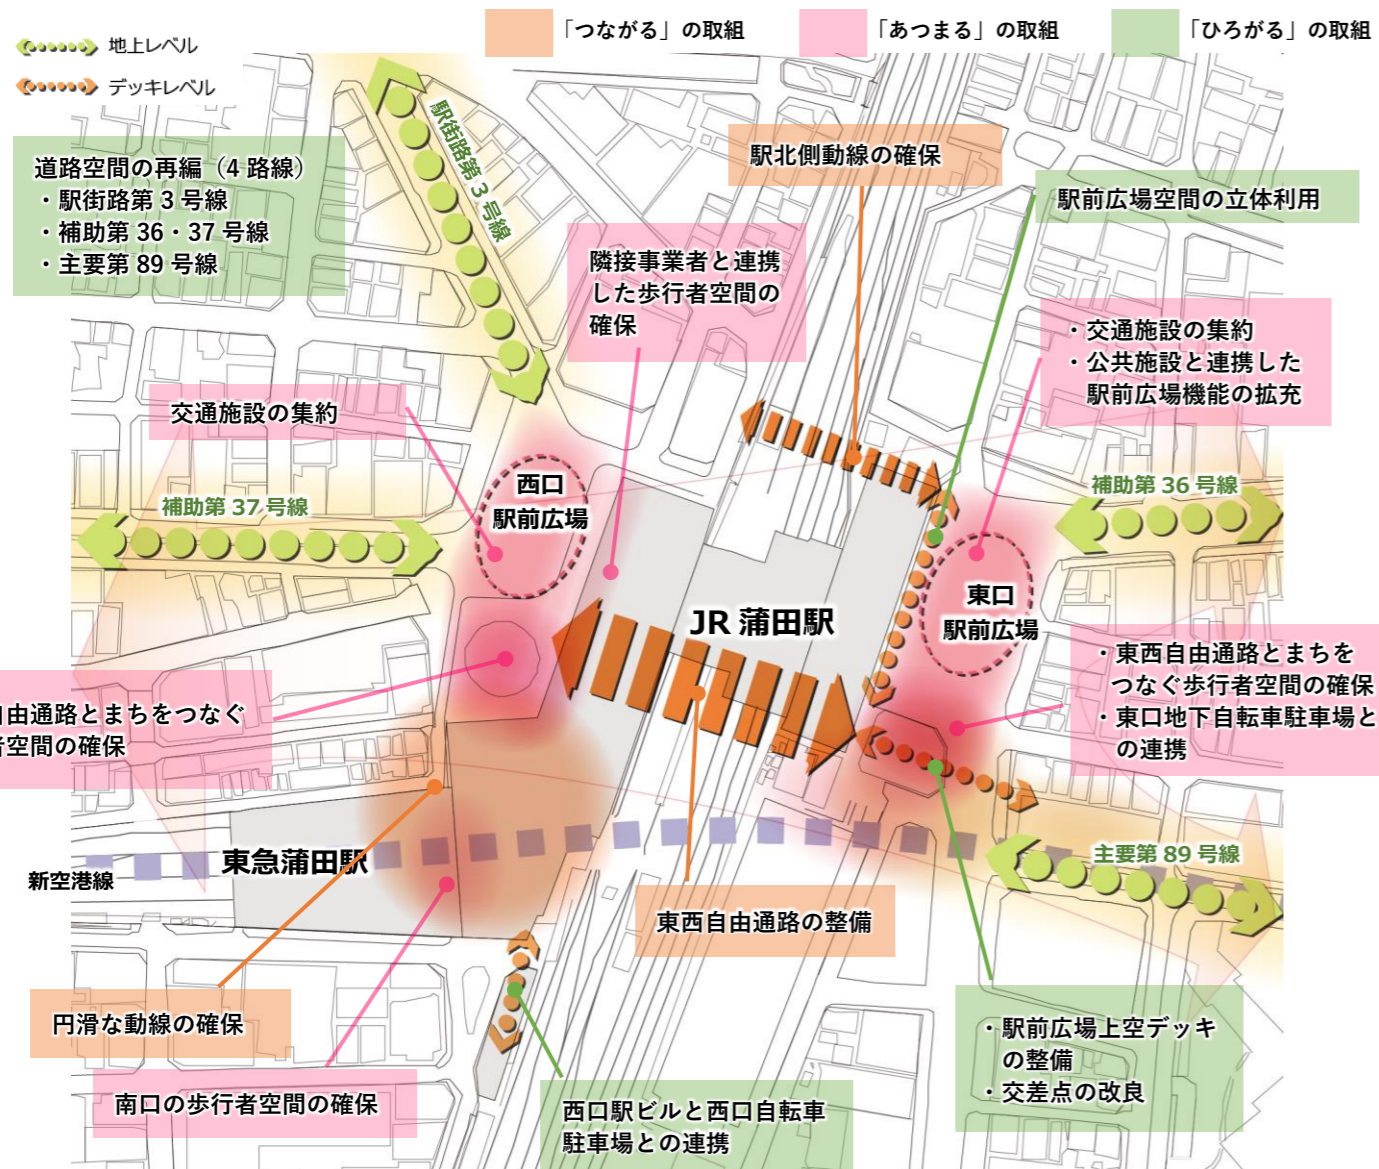 「つながる」の取組
「あつまる」の取組
「ひろがる」の取組
地上レベル
デッキレベル
道路空間の再編（4 路線）
・駅街路第 3 号線
・補助第 36・37 号線
・主要第 89 号線
駅街路第 3 号線
駅北側動線の確保
駅前広場空間の立体利用
隣接事業者と連携
した歩行者空間の
確保
・交通施設の集約
・公共施設と連携した
駅前広場機能の拡充
交通施設の集約
西口
駅前広場
補助第 37 号線
補助第 36 号線
東口
駅前広場
JR 蒲田駅
・東西自由通路とまちを
つなぐ歩行者空間の確保
・東口地下自転車駐車場と
の連携
由通路とまちをつなぐ
者空間の確保
東急蒲田駅
新空港線
主要第 89 号線
東西自由通路の整備
円滑な動線の確保
・駅前広場上空デッキ
の整備
・交差点の改良
南口の歩行者空間の確保
西口駅ビルと西口自転車
駐車場との連携